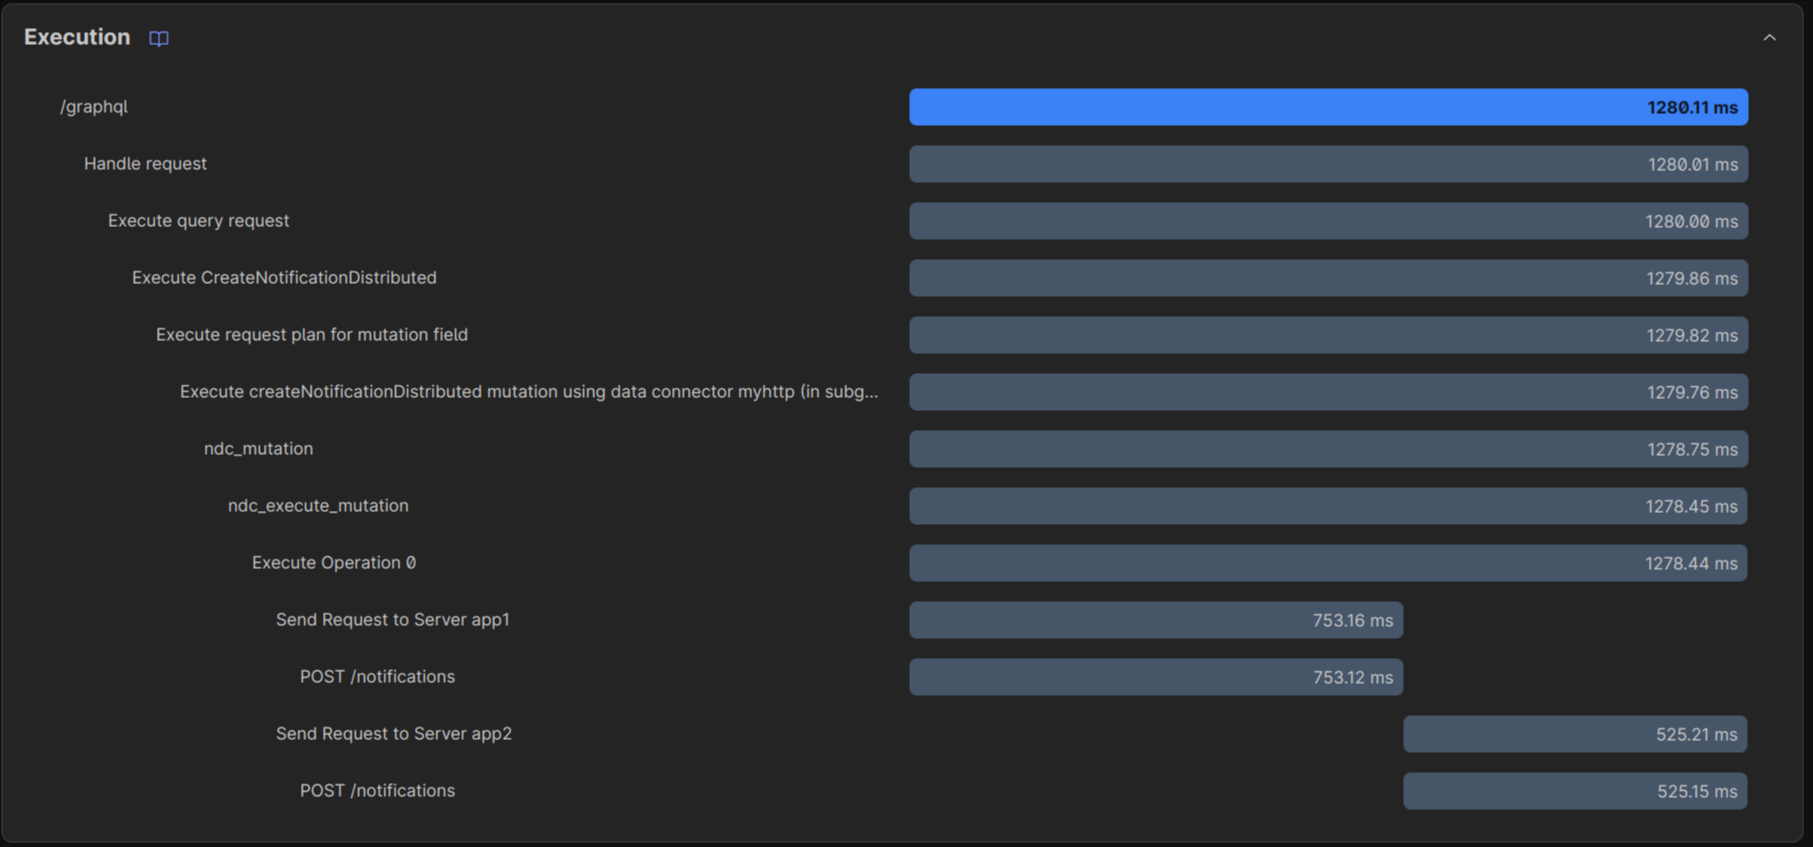 Execution
/graphql 1280.11 ms
Handle request 1280.01 ms
Execute query request 1280.00 ms
Execute CreateNotificationDistributed 1279.86 ms
Execute request plan for mutation field 1279.82 ms
Execute createNotificationDistributed mutation using data connector myhttp (in subg... 1279.76 ms
ndc_mutation 1278.75 ms
ndc_execute_mutation 1278.45 ms
Execute Operation 0 1278.44 ms
Send Request to Server app1 753.16 ms
POST /notifications 753.12 ms
Send Request to Server app2 525.21 ms
POST /notifications 525.15 ms